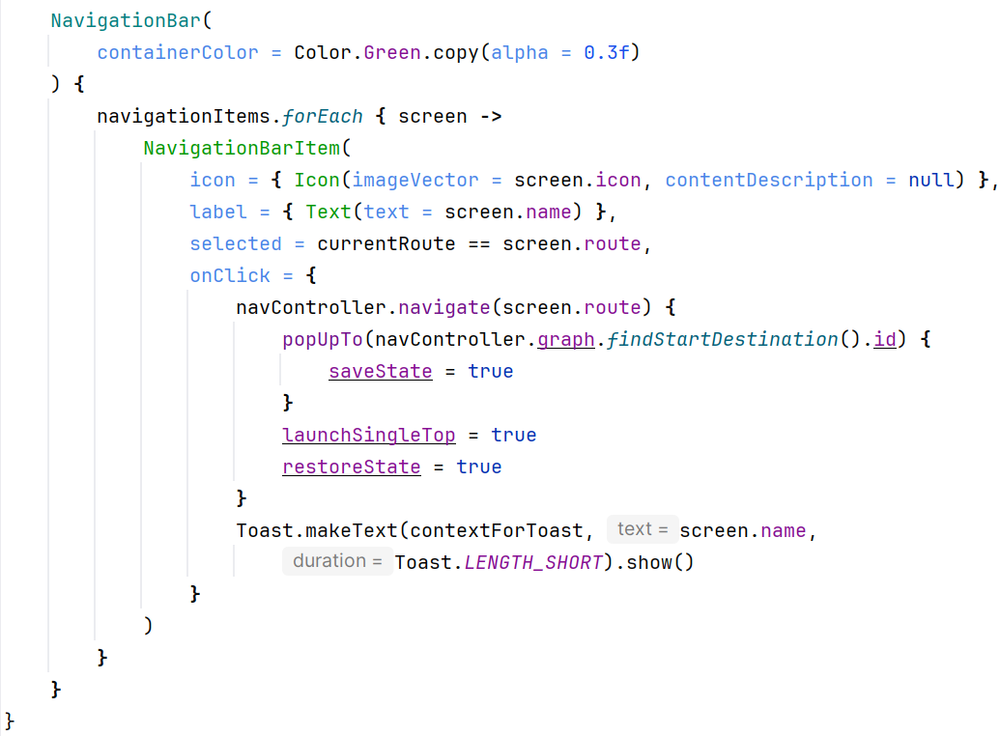 NavigationBar(
    containerColor = Color.Green.copy(alpha = 0.3f)
) {
    navigationItems.forEach { screen ->
        NavigationBarItem(
            icon = { Icon(imageVector = screen.icon, contentDescription = null) },
            label = { Text(text = screen.name) },
            selected = currentRoute == screen.route,
            onClick = {
                navController.navigate(screen.route) {
                    popUpTo(navController.graph.findStartDestination().id) {
                        saveState = true
                    }
                    launchSingleTop = true
                    restoreState = true
                }
                Toast.makeText(contextForToast, text = screen.name,
                    duration = Toast.LENGTH_SHORT).show()
            }
        )
    }
}
}